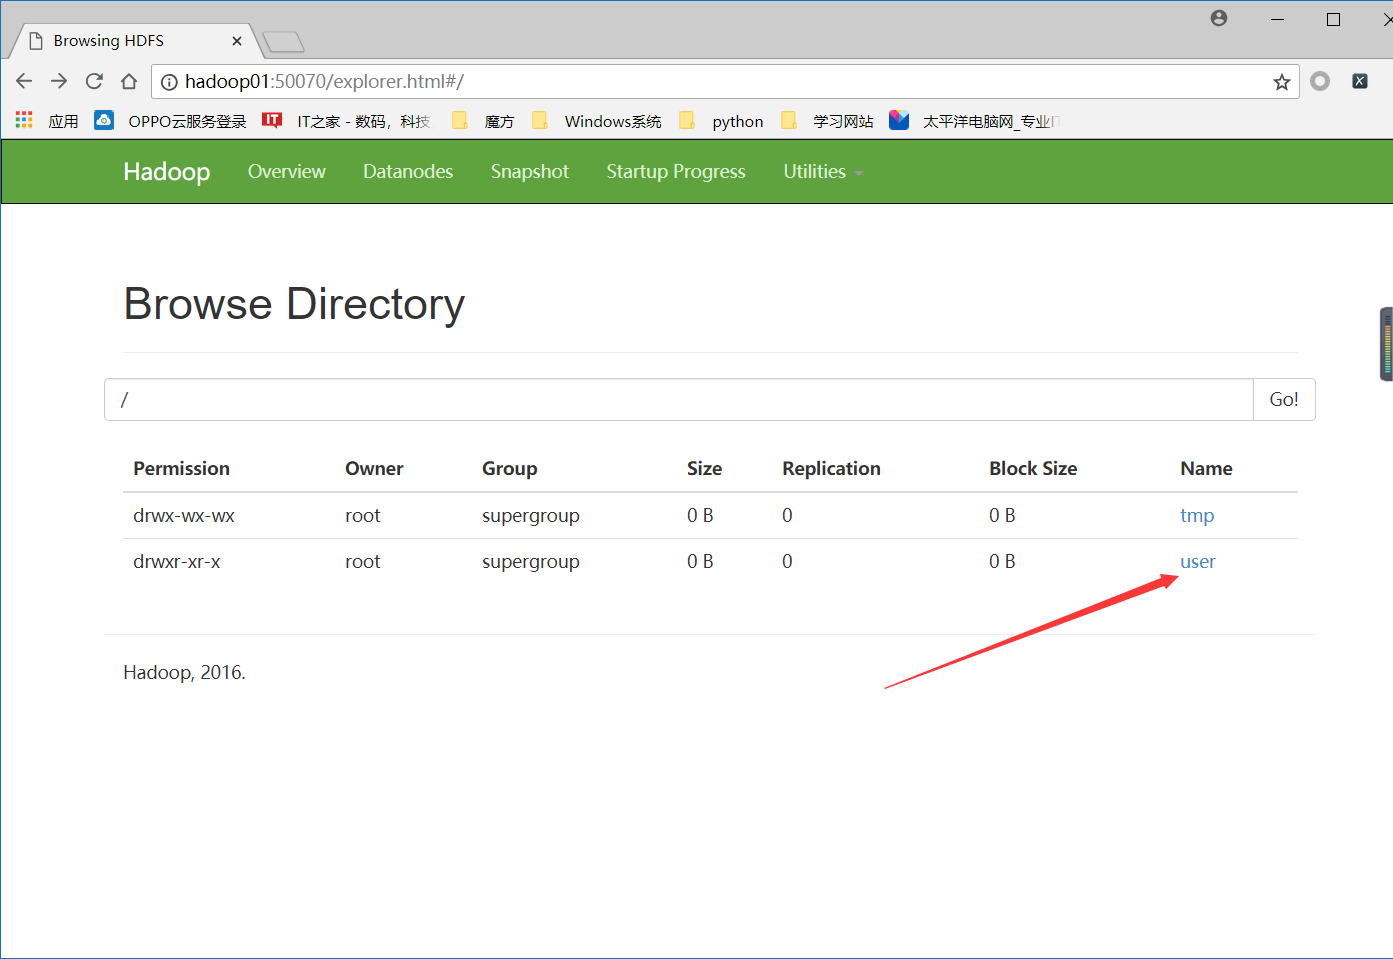 Browsing HDFS
hadoop01:50070/explorer.html#/
应用 OPPO云服务登录 IT IT之家 - 数码，科技 魔方 Windows系统 python 学习网站 太平洋电脑网_专业IT
Hadoop Overview Datanodes Snapshot Startup Progress Utilities
Browse Directory
/ Go!
Permission Owner Group Size Replication Block Size Name
drwx-wx-wx root supergroup 0 B 0 0 B tmp
drwxr-xr-x root supergroup 0 B 0 0 B user
Hadoop, 2016.